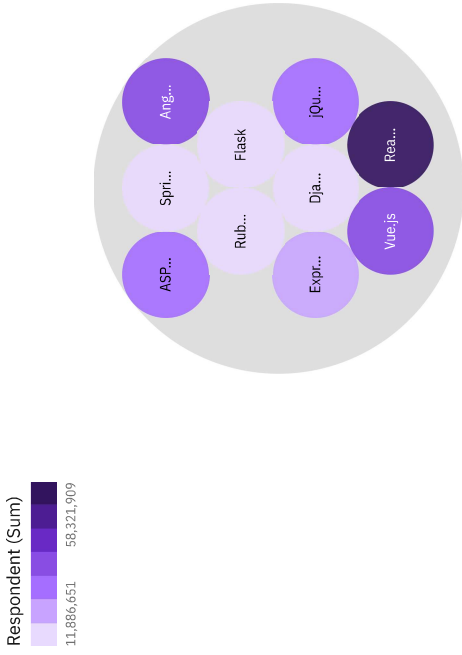 Ang...
Spri...
ASP...
Flask
Rub...
jQu...
Dja...
Expr...
Rea...
Vue.js
Respondent (Sum)
11,886,651
58,321,909